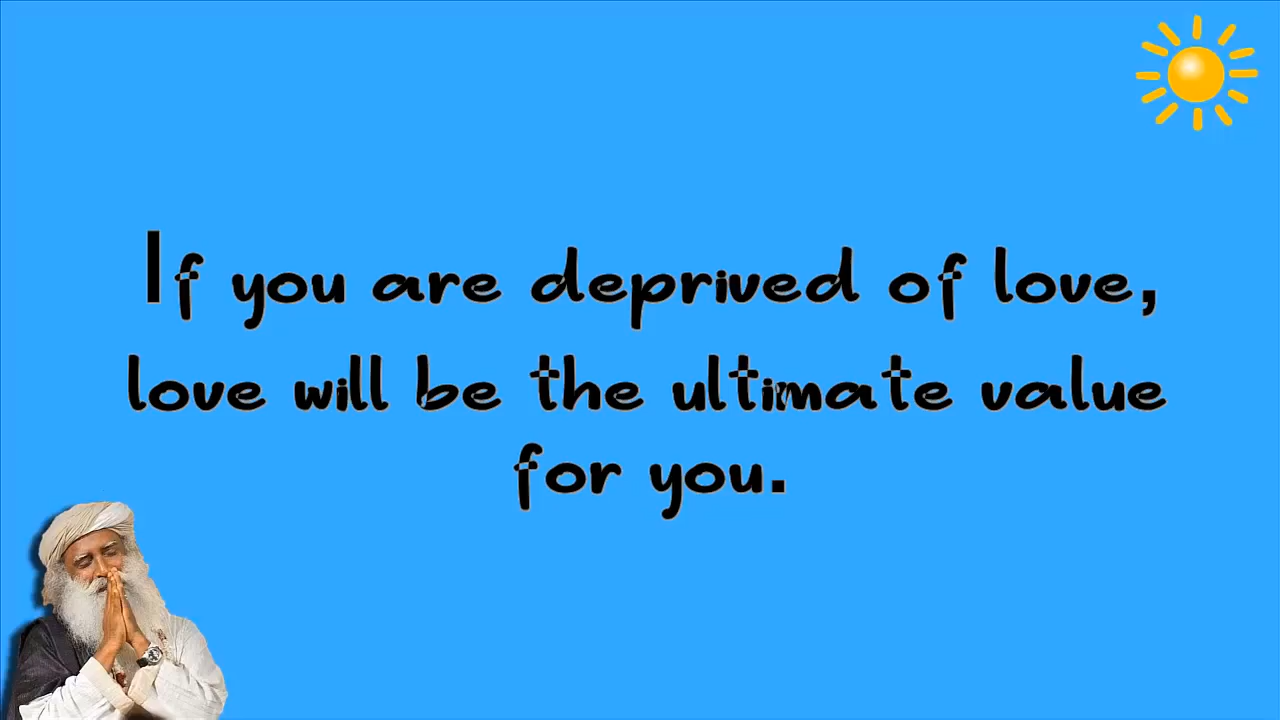 If you are deprived of love,
love will be the ultimate value
for you.